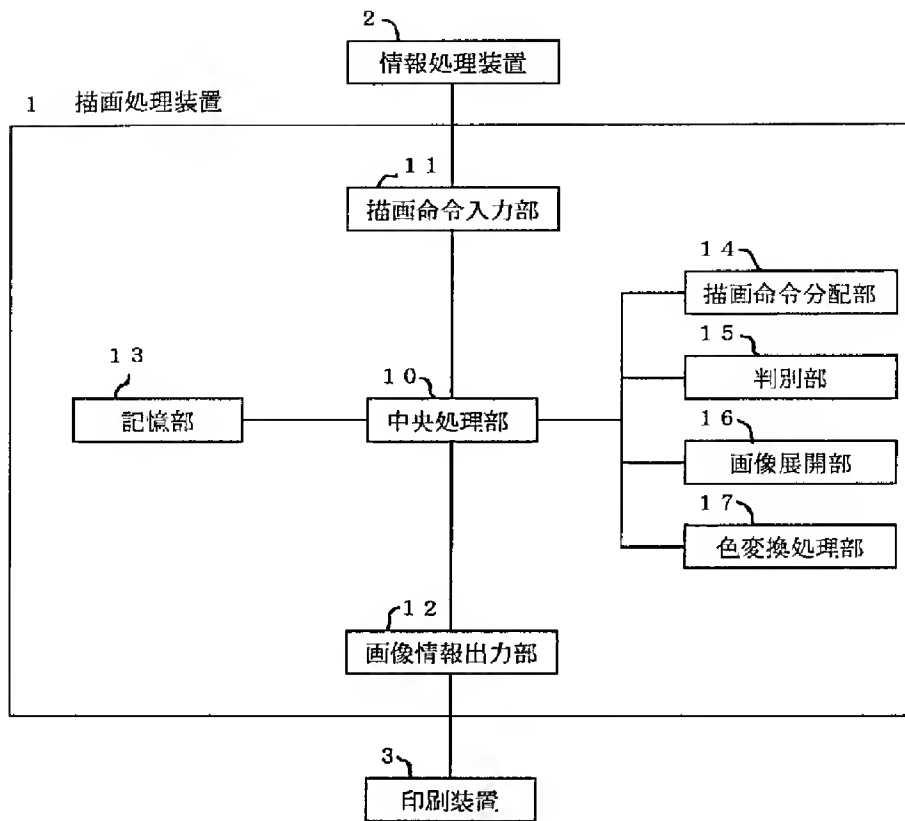 2
情報処理装置
1 描画処理装置
11
描画命令入力部
14
描画命令分配部
15
判別部
13
記憶部
10
中央処理部
16
画像展開部
17
色変換処理部
12
画像情報出力部
3
印刷装置